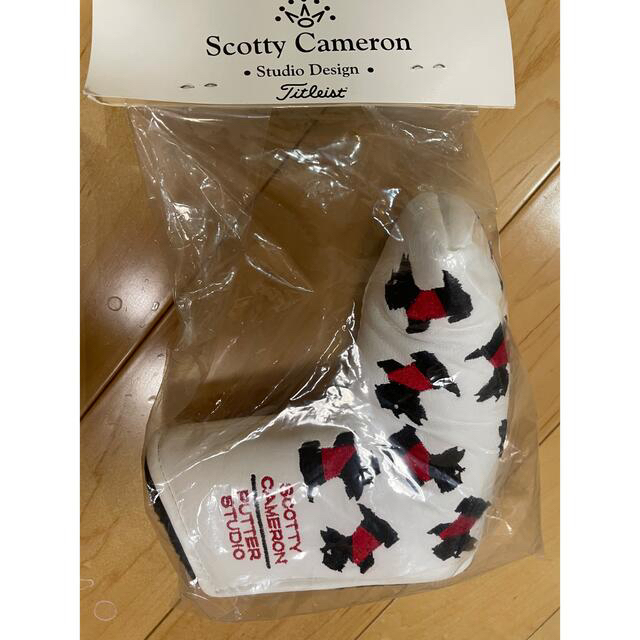 Scotty Cameron
• Studio Design •
Titleist
SCOTTY
CAMERON
PUTTER
STUDIO